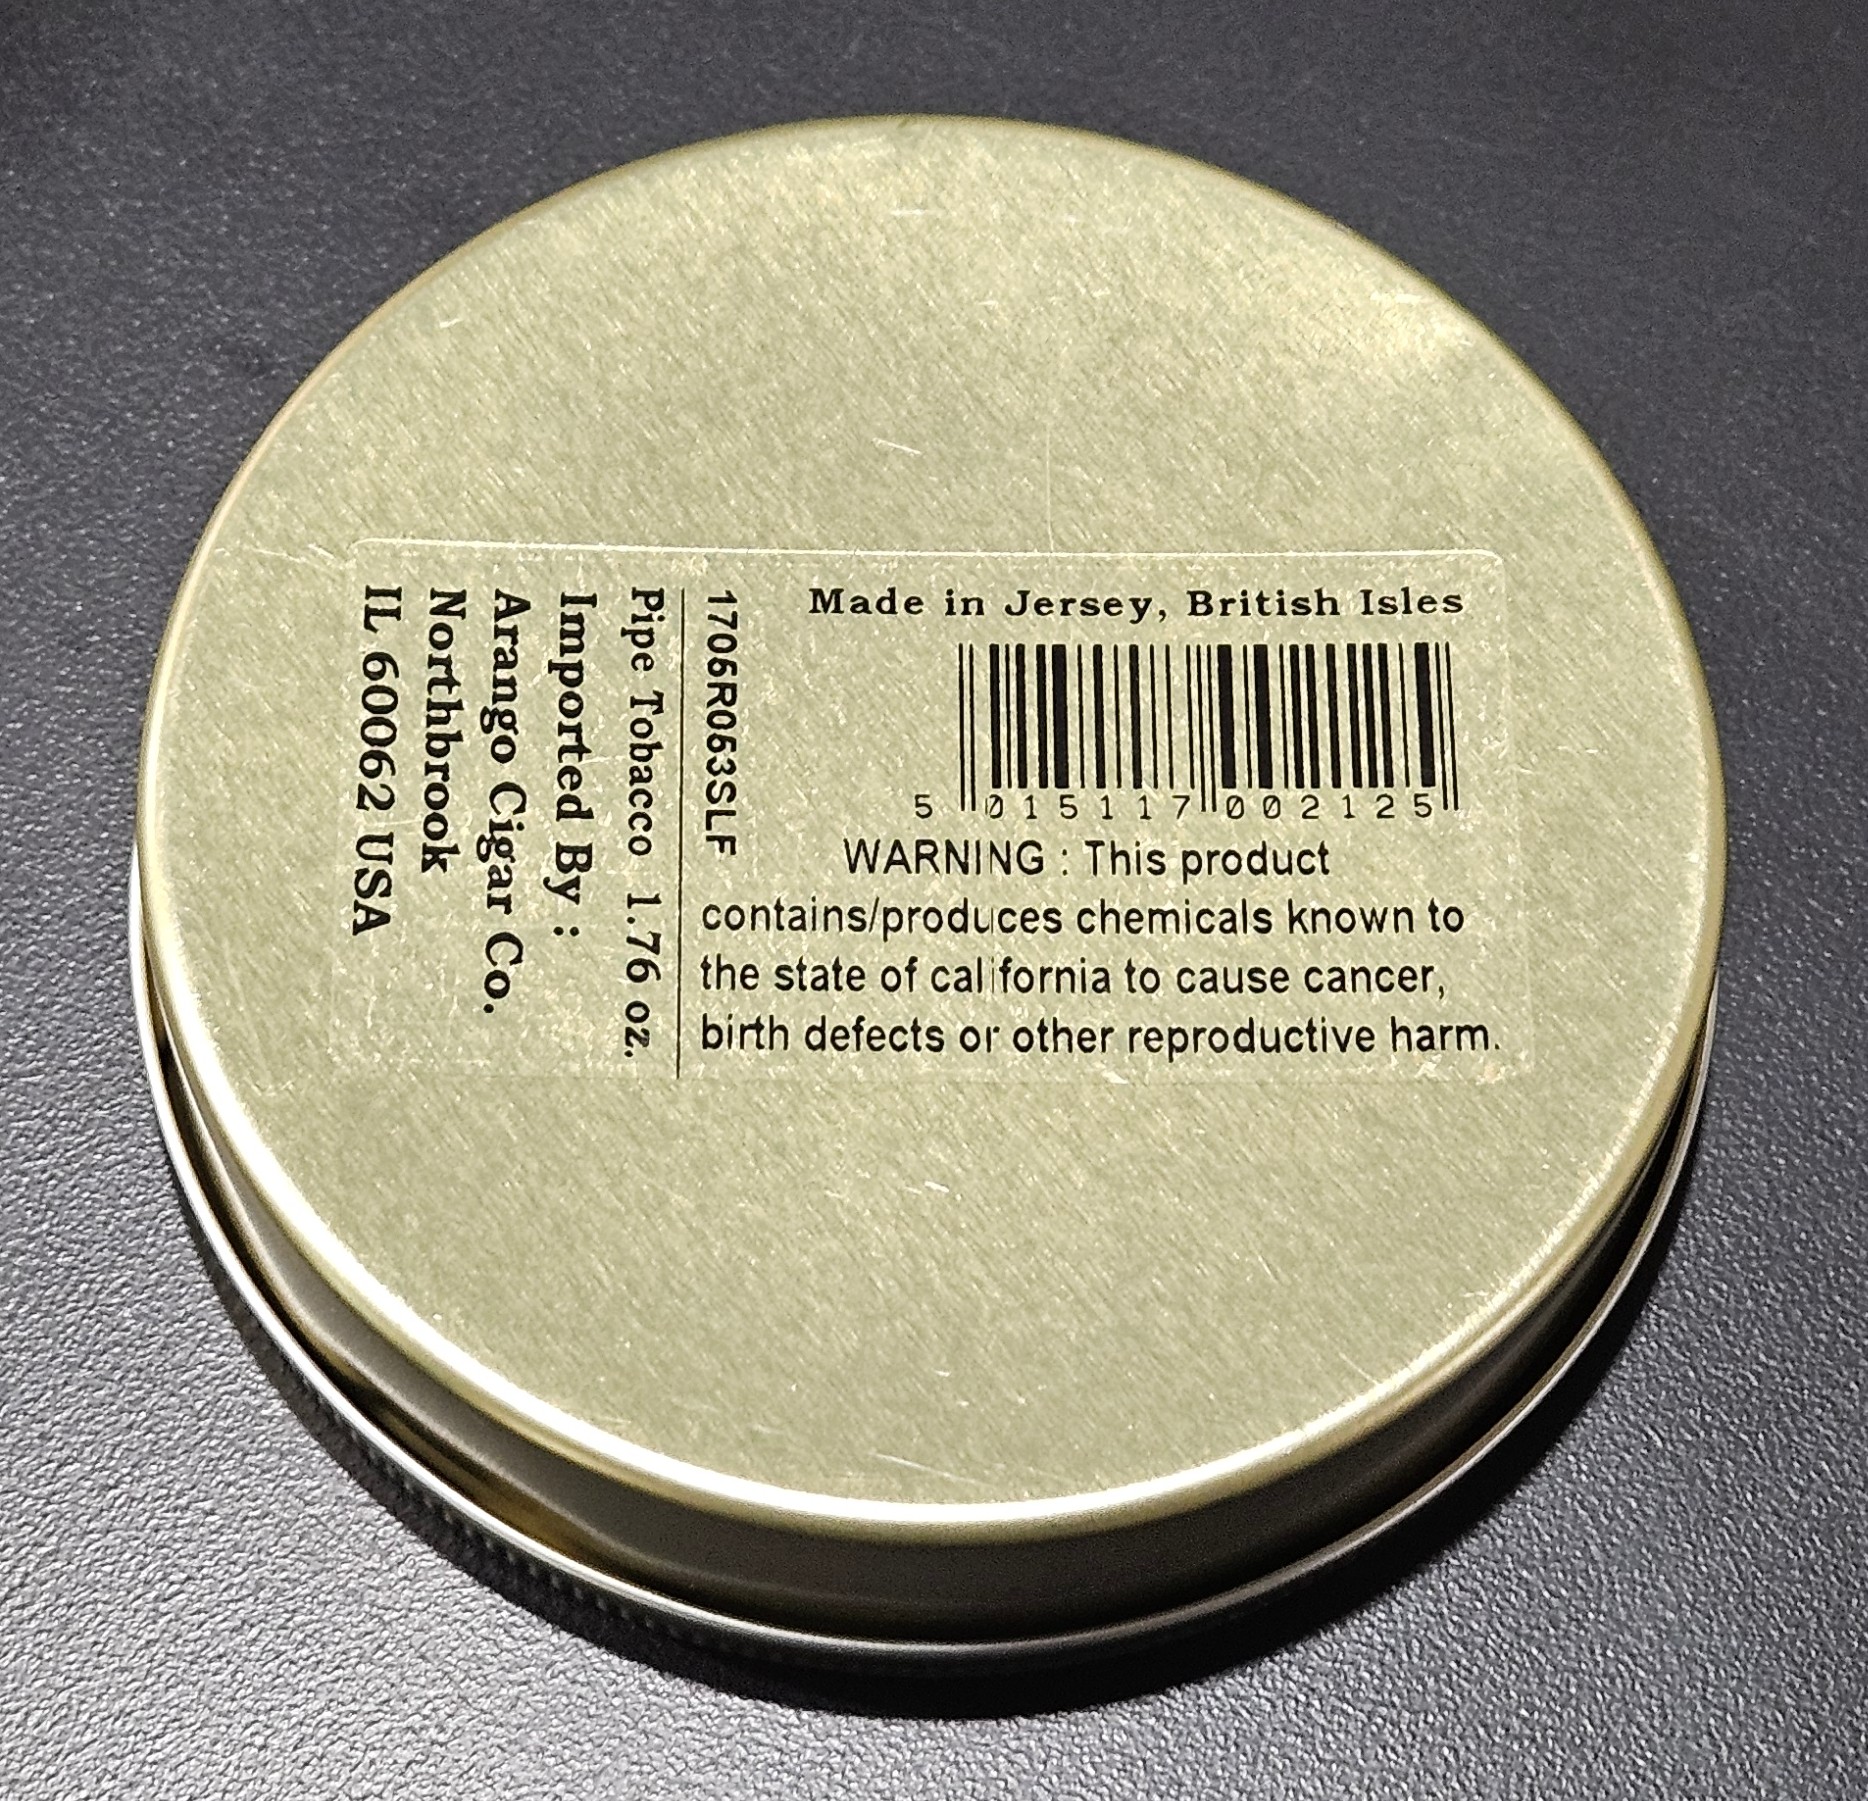 Made in Jersey, British Isles
5 015117 002125
WARNING : This product
contains/produces chemicals known to
the state of california to cause cancer,
birth defects or other reproductive harm.
1705R053SLF
Pipe Tobacco 1.76 oz.
Imported By :
Arango Cigar Co.
Northbrook
IL 60062 USA